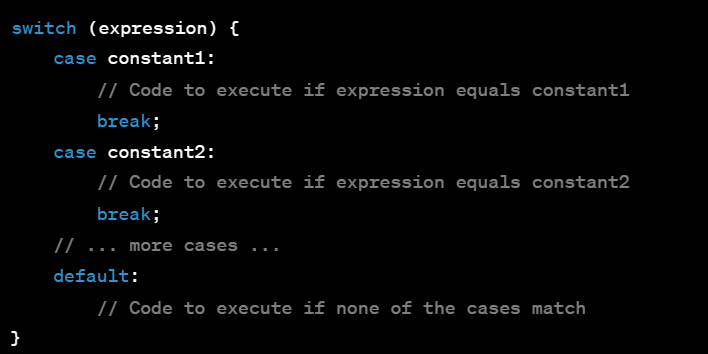 switch (expression) {
    case constant1:
        // Code to execute if expression equals constant1
        break;
    case constant2:
        // Code to execute if expression equals constant2
        break;
    // ... more cases ...
    default:
        // Code to execute if none of the cases match
}